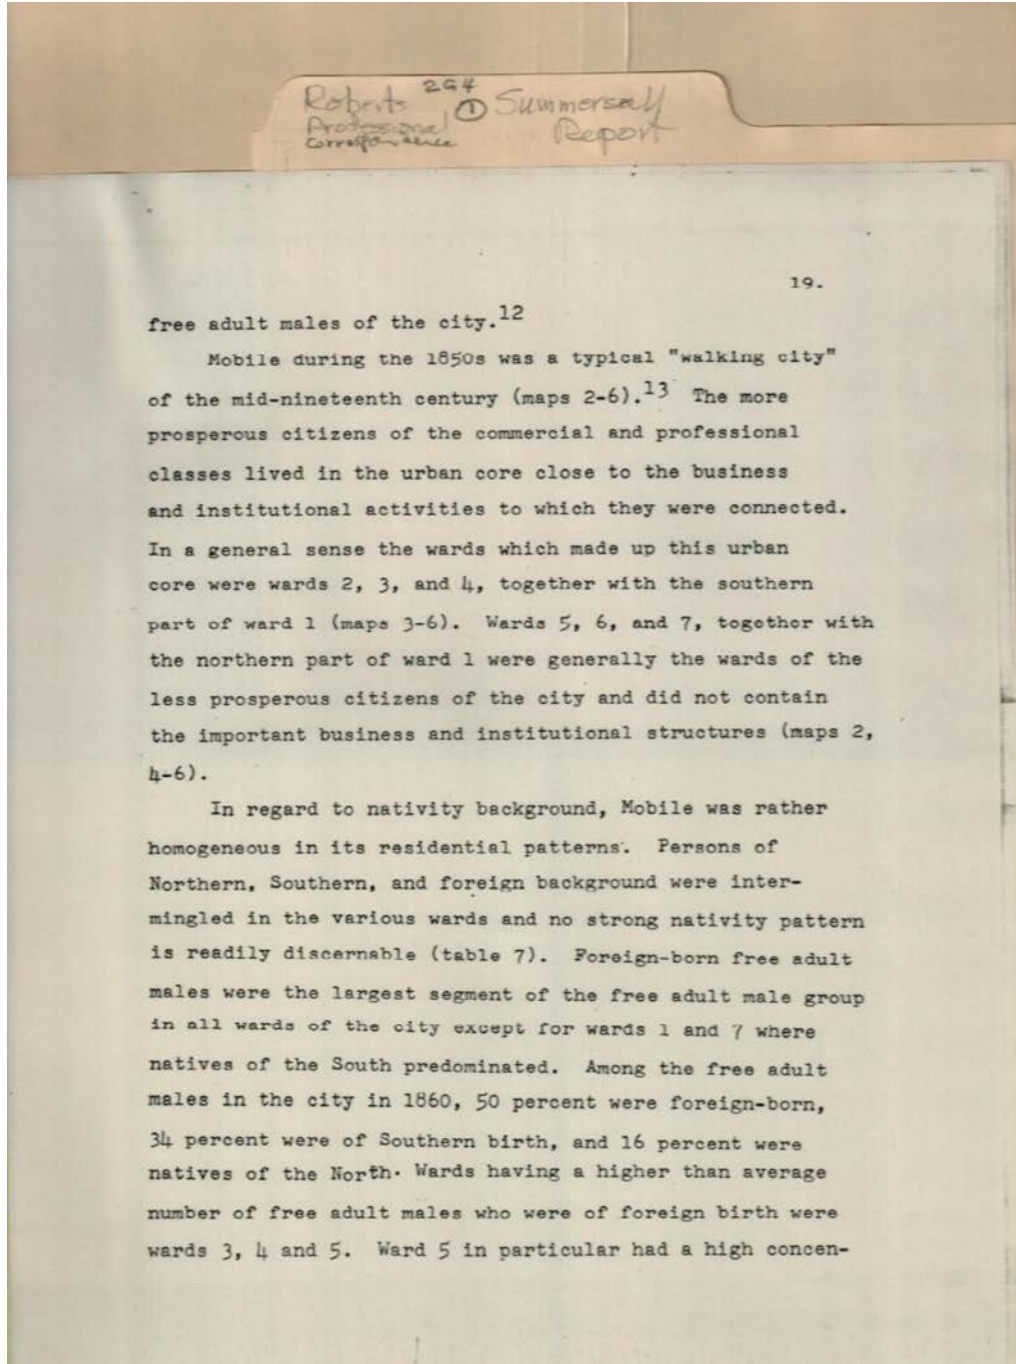 Roberts 2G4 ① Summersell
Professional Report
Correspondence
19.
free adult males of the city.12
Mobile during the 1850s was a typical "walking city"
of the mid-nineteenth century (maps 2-6).13 The more
prosperous citizens of the commercial and professional
classes lived in the urban core close to the business
and institutional activities to which they were connected.
In a general sense the wards which made up this urban
core were wards 2, 3, and 4, together with the southern
part of ward 1 (maps 3-6). Wards 5, 6, and 7, together with
the northern part of ward 1 were generally the wards of the
less prosperous citizens of the city and did not contain
the important business and institutional structures (maps 2,
4-6).
In regard to nativity background, Mobile was rather
homogeneous in its residential patterns. Persons of
Northern, Southern, and foreign background were inter-
mingled in the various wards and no strong nativity pattern
is readily discernable (table 7). Foreign-born free adult
males were the largest segment of the free adult male group
in all wards of the city except for wards 1 and 7 where
natives of the South predominated. Among the free adult
males in the city in 1860, 50 percent were foreign-born,
34 percent were of Southern birth, and 16 percent were
natives of the North. Wards having a higher than average
number of free adult males who were of foreign birth were
wards 3, 4 and 5. Ward 5 in particular had a high concen-